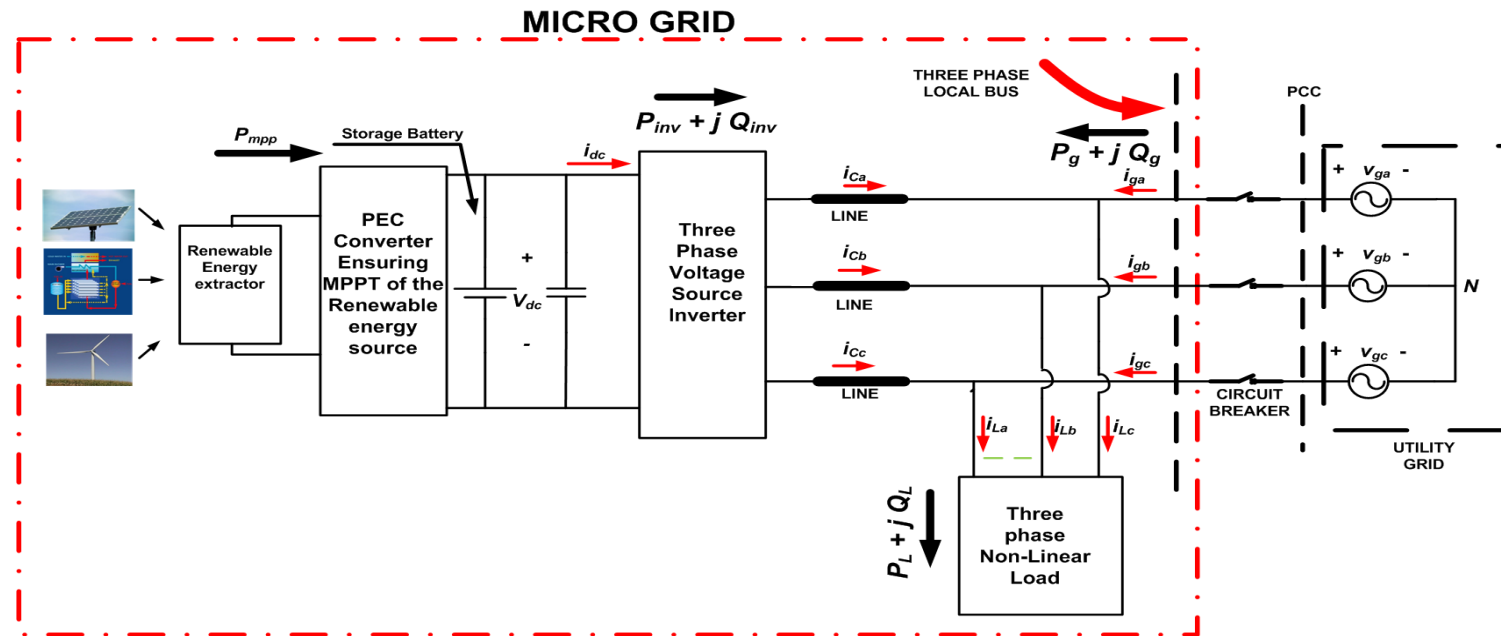 MICRO GRID
THREE PHASE
LOCAL BUS
PCC
P_mpp
Storage Battery
P_inv + j Q_inv
i_dc
P_g + j Q_g
Renewable
Energy
extractor
PEC
Converter
Ensuring
MPPT of the
Renewable
energy
source
+
V_dc
-
Three
Phase
Voltage
Source
Inverter
i_Ca
LINE
i_Cb
LINE
i_Cc
LINE
i_ga
i_gb
i_gc
+ v_ga -
+ v_gb -
+ v_gc -
N
CIRCUIT
BREAKER
UTILITY
GRID
i_La
i_Lb
i_Lc
P_L + j Q_L
Three
phase
Non-Linear
Load